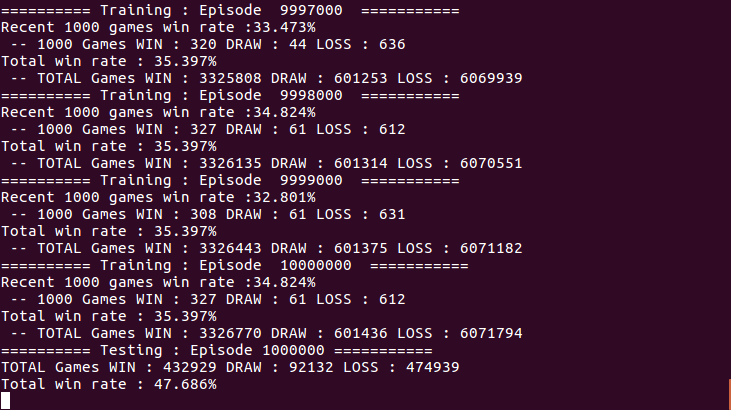 ========== Training : Episode  9997000  ===========
Recent 1000 games win rate :33.473%
 -- 1000 Games WIN : 320 DRAW : 44 LOSS : 636
Total win rate : 35.397%
 -- TOTAL Games WIN : 3325808 DRAW : 601253 LOSS : 6069939
========== Training : Episode  9998000  ===========
Recent 1000 games win rate :34.824%
 -- 1000 Games WIN : 327 DRAW : 61 LOSS : 612
Total win rate : 35.397%
 -- TOTAL Games WIN : 3326135 DRAW : 601314 LOSS : 6070551
========== Training : Episode  9999000  ===========
Recent 1000 games win rate :32.801%
 -- 1000 Games WIN : 308 DRAW : 61 LOSS : 631
Total win rate : 35.397%
 -- TOTAL Games WIN : 3326443 DRAW : 601375 LOSS : 6071182
========== Training : Episode  10000000  ===========
Recent 1000 games win rate :34.824%
 -- 1000 Games WIN : 327 DRAW : 61 LOSS : 612
Total win rate : 35.397%
 -- TOTAL Games WIN : 3326770 DRAW : 601436 LOSS : 6071794
========== Testing : Episode 1000000 ===========
TOTAL Games WIN : 432929 DRAW : 92132 LOSS : 474939
Total win rate : 47.686%